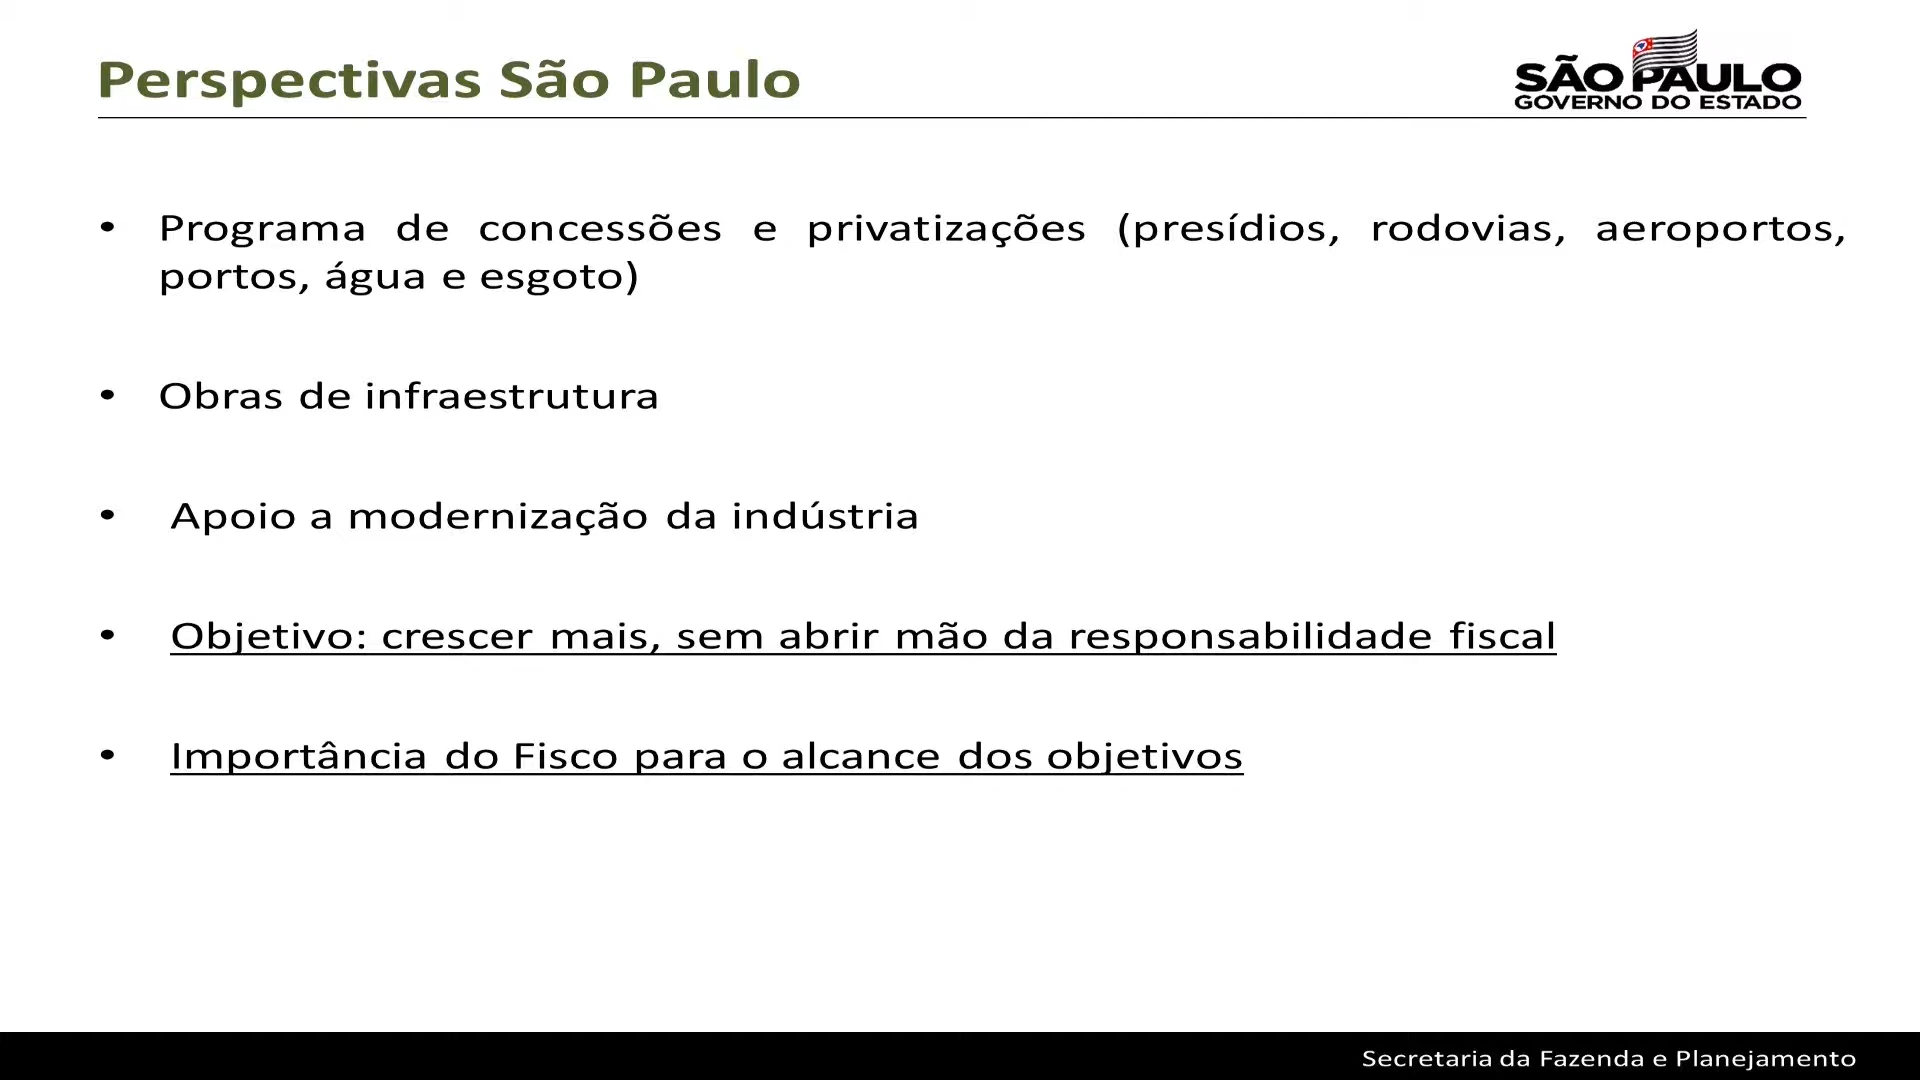 Perspectivas São Paulo
SÃO PAULO
GOVERNO DO ESTADO
• Programa de concessões e privatizações (presídios, rodovias, aeroportos,
portos, água e esgoto)
• Obras de infraestrutura
• Apoio a modernização da indústria
• Objetivo: crescer mais, sem abrir mão da responsabilidade fiscal
• Importância do Fisco para o alcance dos objetivos
Secretaria da Fazenda e Planejamento